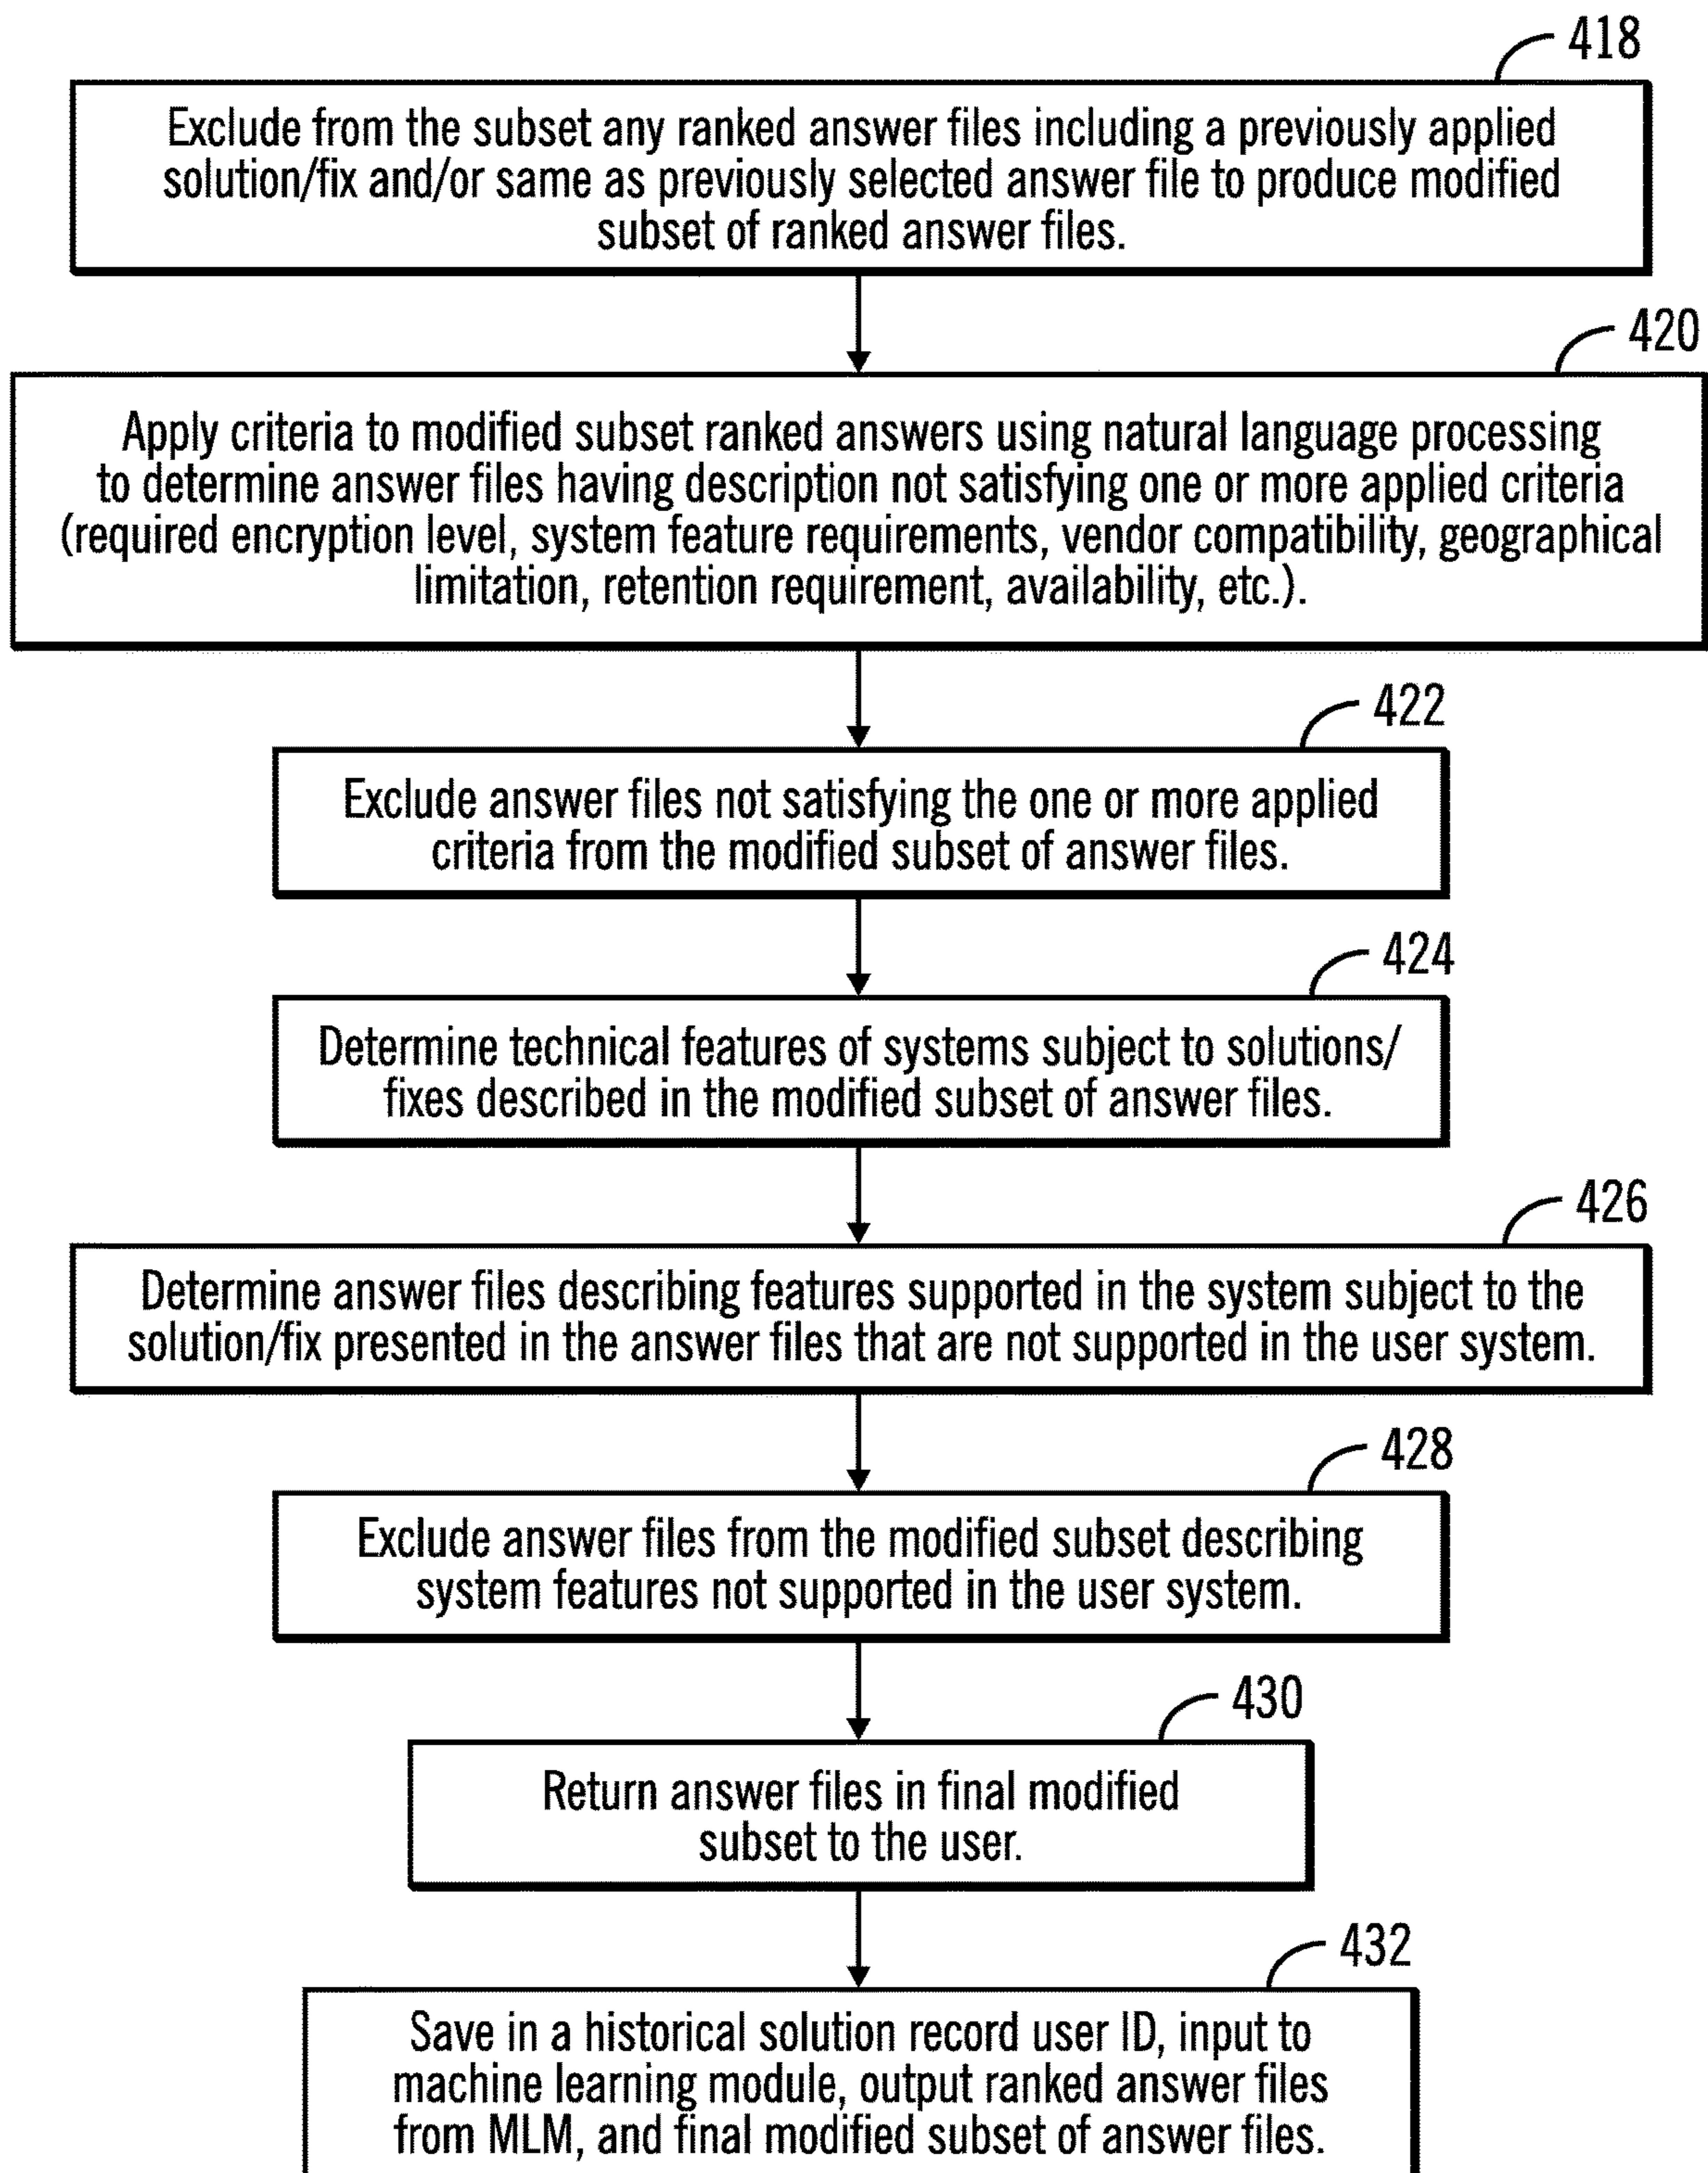 418
Exclude from the subset any ranked answer files including a previously applied
solution/fix and/or same as previously selected answer file to produce modified
subset of ranked answer files.
420
Apply criteria to modified subset ranked answers using natural language processing
to determine answer files having description not satisfying one or more applied criteria
(required encryption level, system feature requirements, vendor compatibility, geographical
limitation, retention requirement, availability, etc.).
422
Exclude answer files not satisfying the one or more applied
criteria from the modified subset of answer files.
424
Determine technical features of systems subject to solutions/
fixes described in the modified subset of answer files.
426
Determine answer files describing features supported in the system subject to the
solution/fix presented in the answer files that are not supported in the user system.
428
Exclude answer files from the modified subset describing
system features not supported in the user system.
430
Return answer files in final modified
subset to the user.
432
Save in a historical solution record user ID, input to
machine learning module, output ranked answer files
from MLM, and final modified subset of answer files.